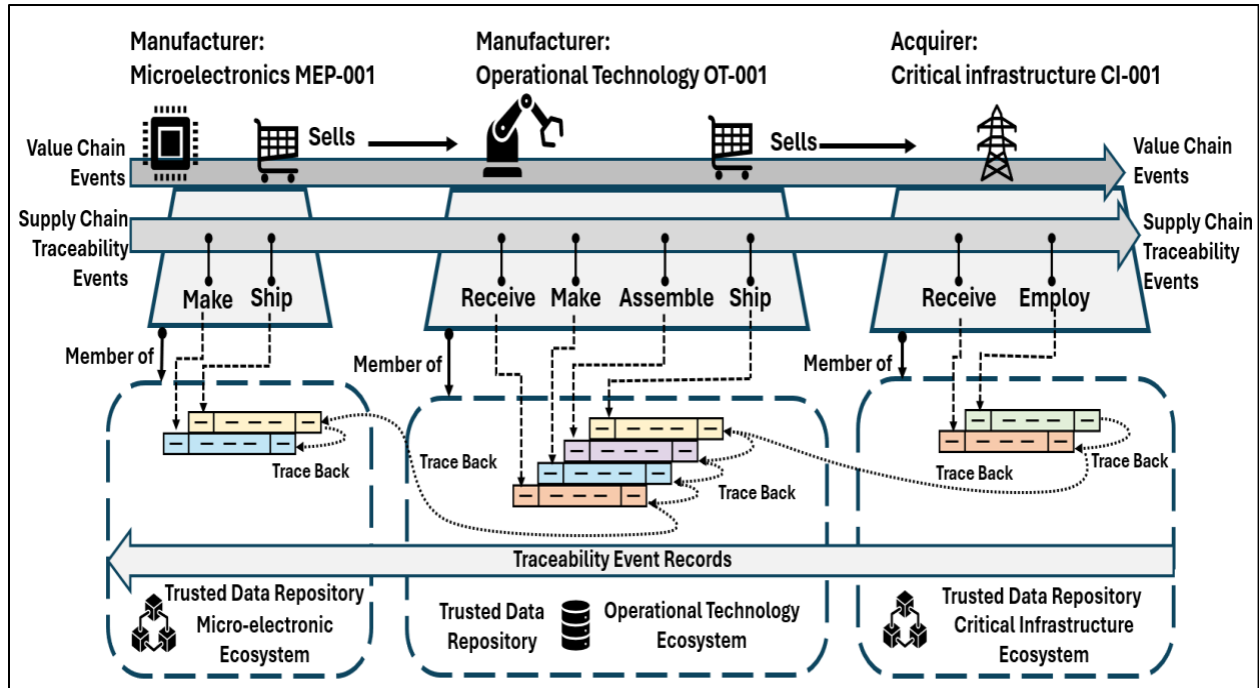 Manufacturer:
Microelectronics MEP-001
Manufacturer:
Operational Technology OT-001
Acquirer:
Critical infrastructure CI-001
Sells
Sells
Value Chain
Events
Value Chain
Events
Supply Chain
Traceability
Events
Supply Chain
Traceability
Events
Make
Ship
Receive
Make
Assemble
Ship
Receive
Employ
Member of
Member of
Member of
Trace Back
Trace Back
Trace Back
Trace Back
Trace Back
Traceability Event Records
Trusted Data Repository
Micro-electronic
Ecosystem
Trusted Data
Repository
Operational Technology
Ecosystem
Trusted Data Repository
Critical Infrastructure
Ecosystem